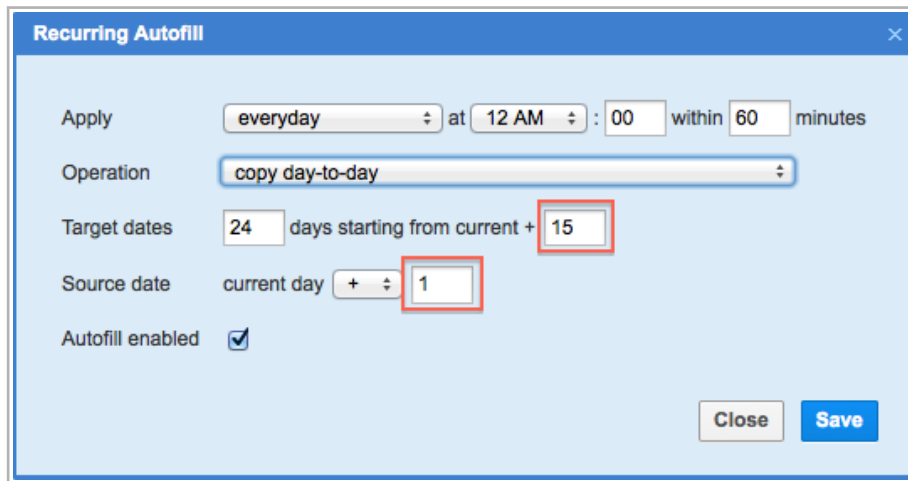 Recurring Autofill ×
Apply everyday at 12 AM : 00 within 60 minutes
Operation copy day-to-day
Target dates 24 days starting from current + 15
Source date current day + 1
Autofill enabled
Close Save